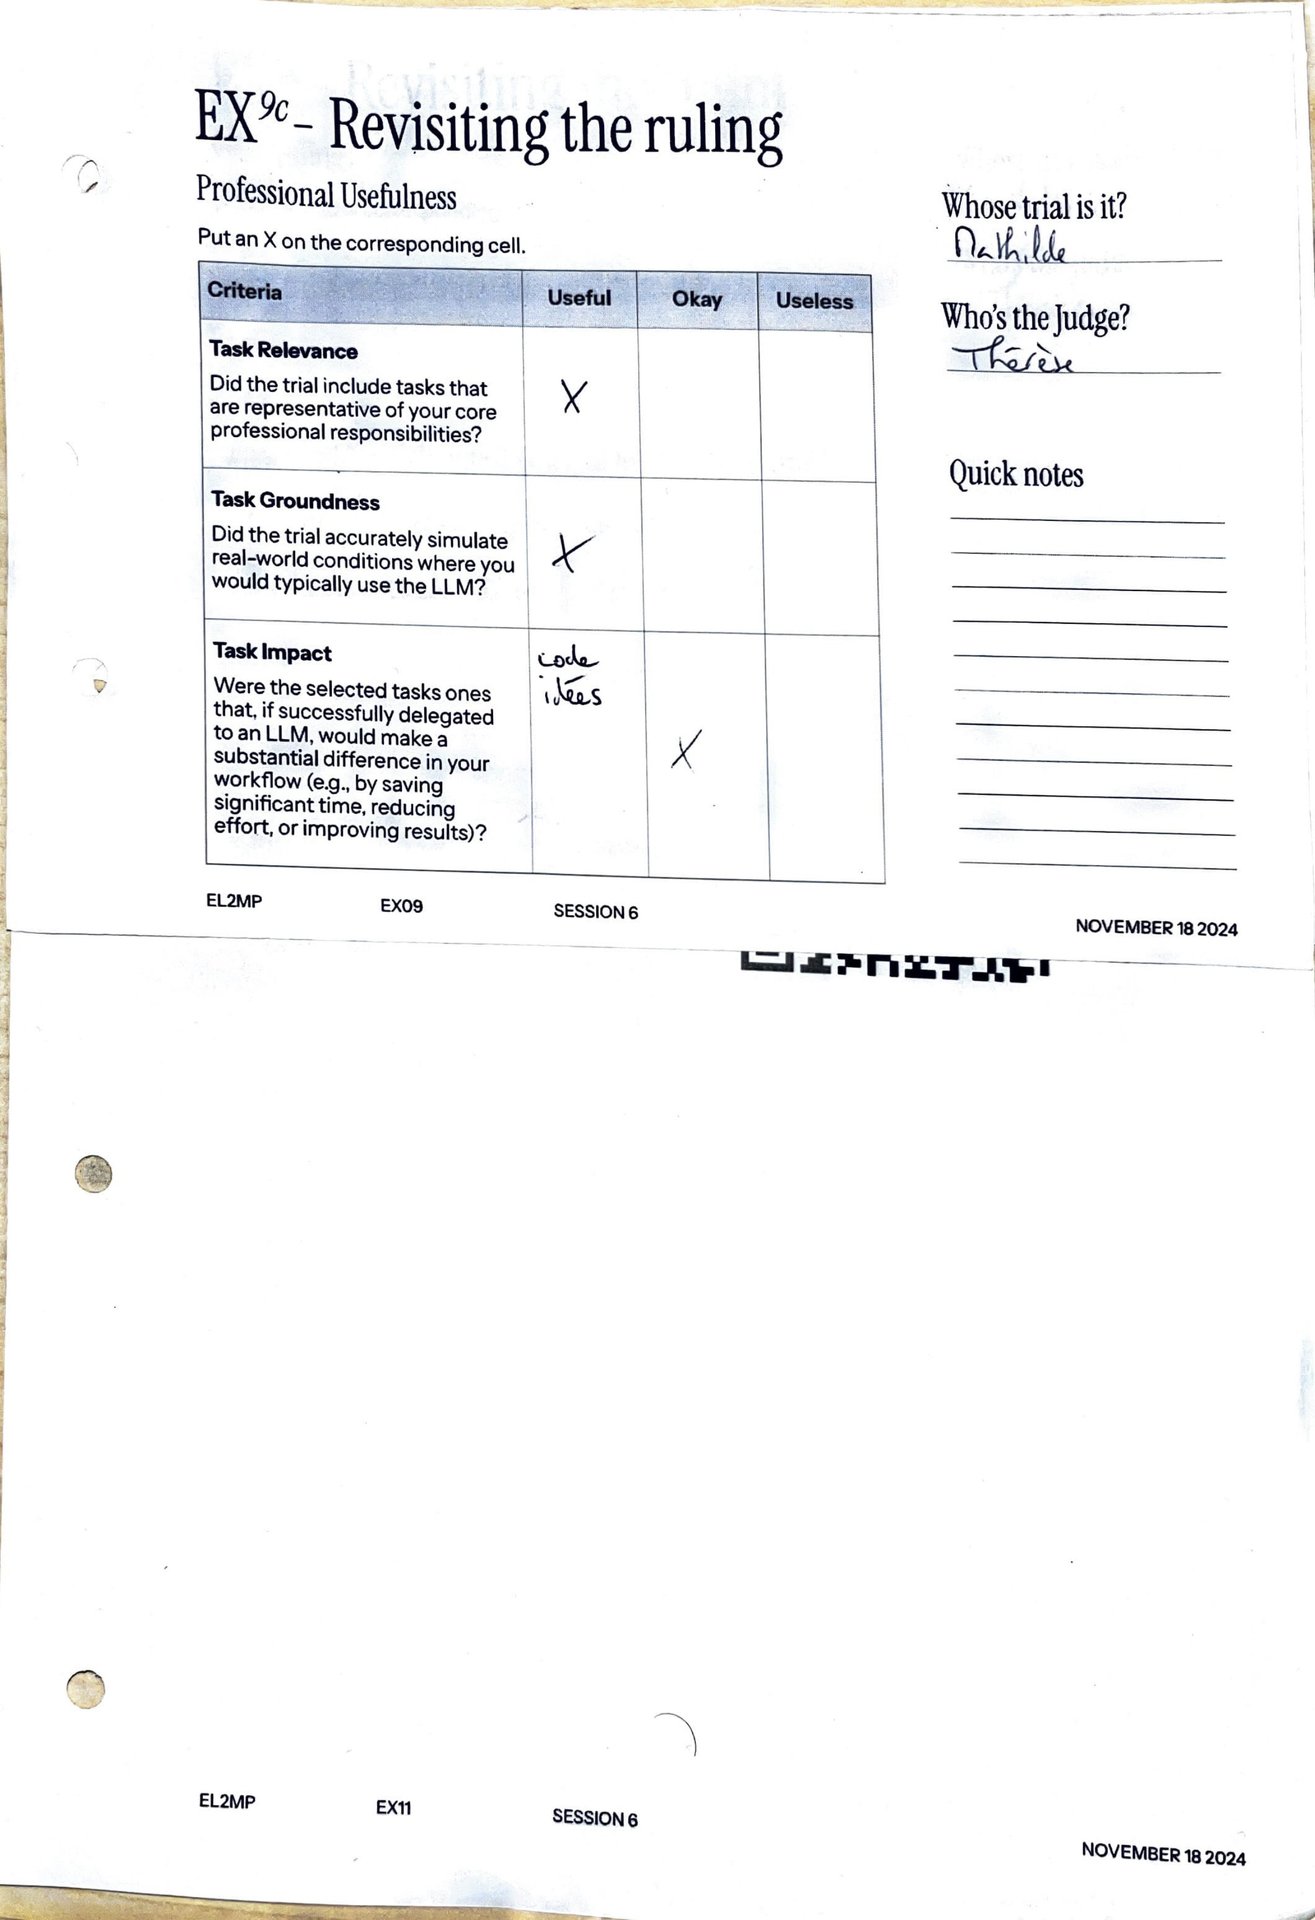 EX9c - Revisiting the ruling
Professional Usefulness
Put an X on the corresponding cell.
Criteria Useful Okay Useless
Task Relevance
Did the trial include tasks that
are representative of your core
professional responsibilities?
X
Task Groundness
Did the trial accurately simulate
real-world conditions where you
would typically use the LLM?
X
Task Impact
Were the selected tasks ones
that, if successfully delegated
to an LLM, would make a
substantial difference in your
workflow (e.g., by saving
significant time, reducing
effort, or improving results)?
code
idées
X
Whose trial is it?
Mathilde
Who's the Judge?
Thérèse
Quick notes
EL2MP EX09 SESSION 6 NOVEMBER 18 2024
EL2MP EX11 SESSION 6 NOVEMBER 18 2024